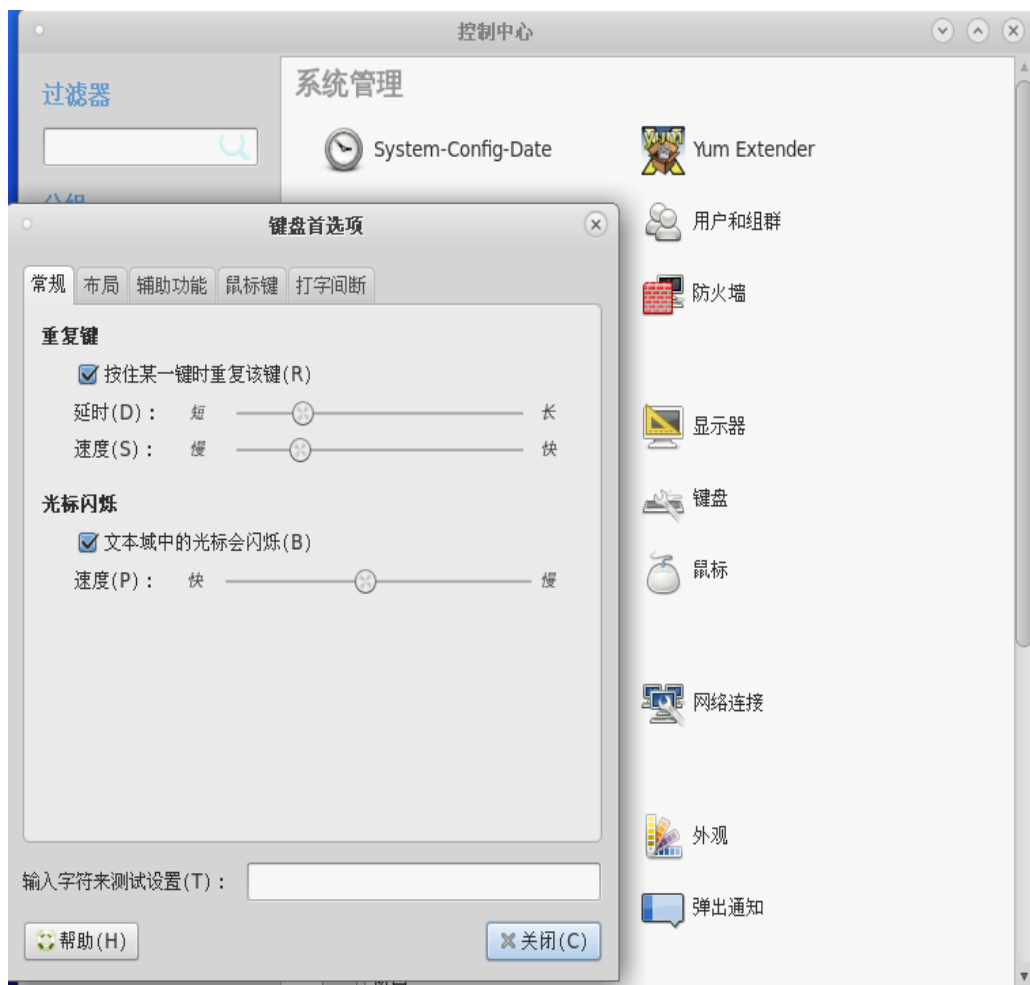 控制中心
过滤器
系统管理
System-Config-Date
Yum Extender
用户和组群
防火墙
显示器
键盘
鼠标
网络连接
外观
弹出通知
键盘首选项
常规 布局 辅助功能 鼠标键 打字间断
重复键
按住某一键时重复该键(R)
延时(D): 短 长
速度(S): 慢 快
光标闪烁
文本域中的光标会闪烁(B)
速度(P): 快 慢
输入字符来测试设置(T):
帮助(H) 关闭(C)